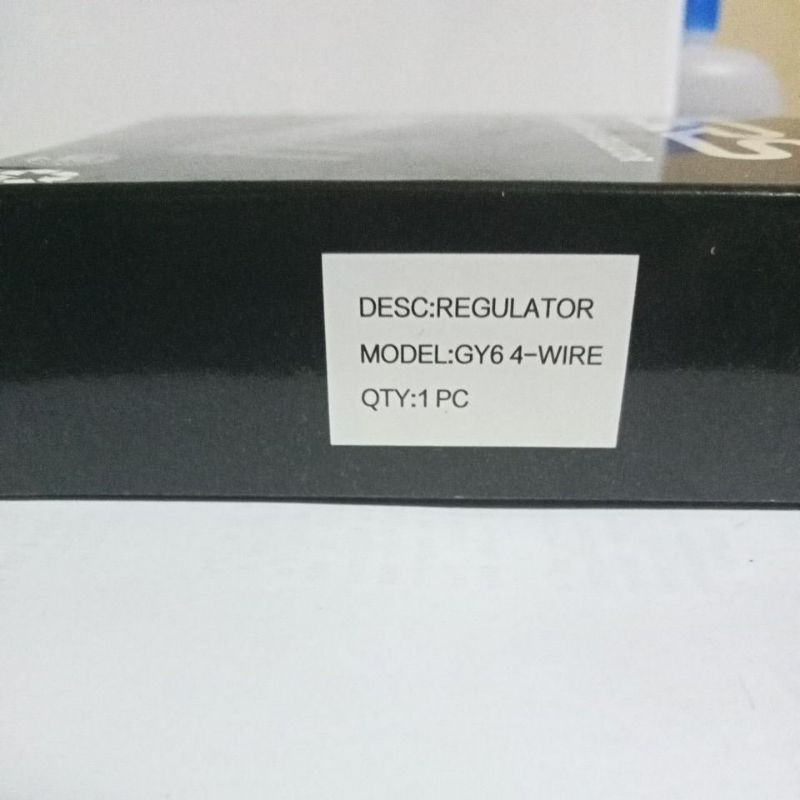 DESC:REGULATOR
MODEL:GY6 4-WIRE
QTY:1 PC